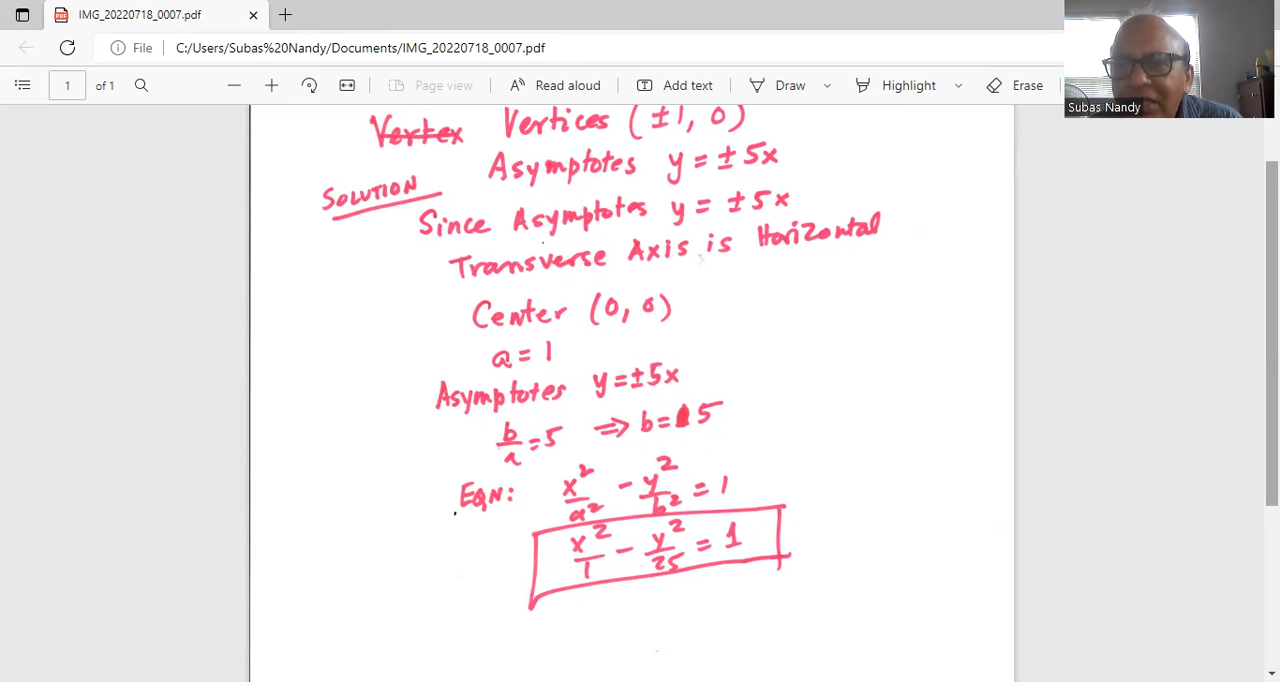 IMG_20220718_0007.pdf
File C:/Users/Subas%20Nandy/Documents/IMG_20220718_0007.pdf
1 of 1 Page view Read aloud Add text Draw Highlight Erase
Subas Nandy
Vertex Vertices (±1, 0)
Asymptotes y = ±5x
SOLUTION
Since Asymptotes y = ±5x
Transverse Axis is Horizontal
Center (0, 0)
a = 1
Asymptotes y = ±5x
b/a = 5 ⇒ b = 5
EQN: x²/a² - y²/b² = 1
x²/1 - y²/25 = 1